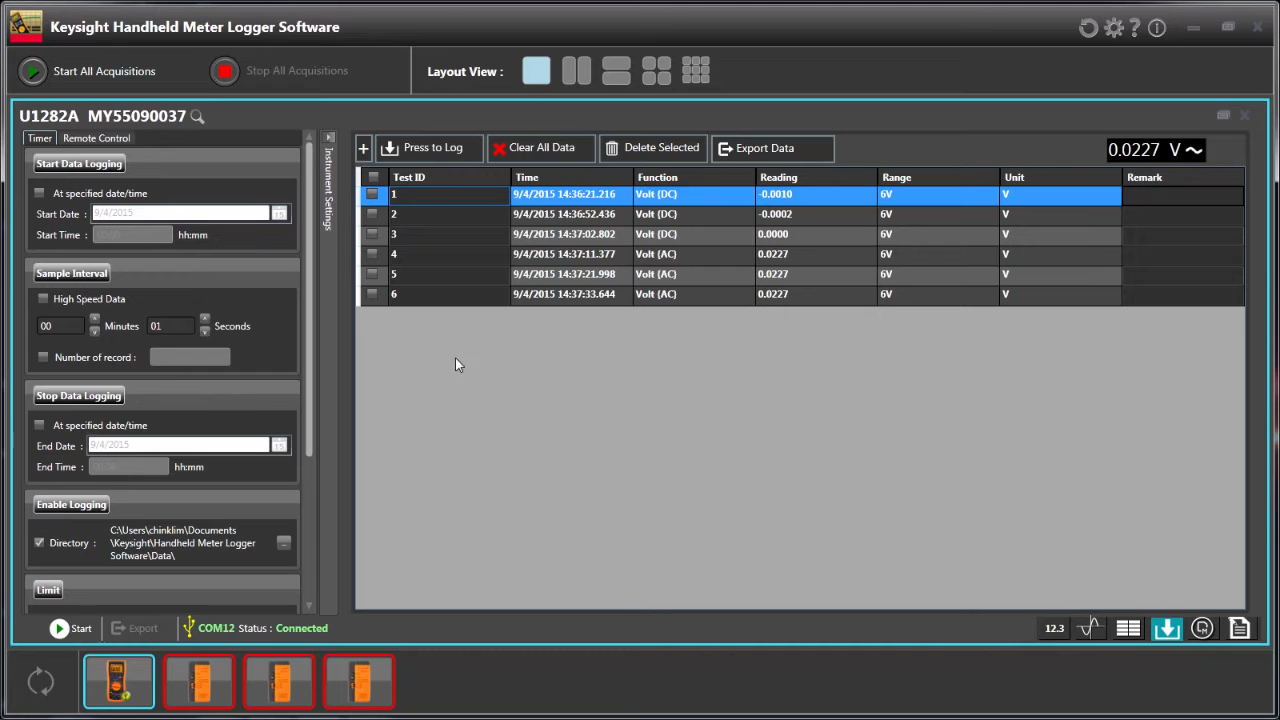 Keysight Handheld Meter Logger Software
Start All Acquisitions
Stop All Acquisitions
Layout View :
U1282A MY55090037
Timer
Remote Control
Start Data Logging
At specified date/time
Start Date : 9/4/2015 15
Start Time : hh:mm
Sample Interval
High Speed Data
00 Minutes 01 Seconds
Number of record :
Stop Data Logging
At specified date/time
End Date : 9/4/2015 15
End Time : hh:mm
Enable Logging
Directory : C:\Users\chinklim\Documents
\Keysight\Handheld Meter Logger
Software\Data\
Limit
Start
Export
COM12 Status : Connected
Instrument Settings
+ Press to Log
Clear All Data
Delete Selected
Export Data
0.0227 V
Test ID Time Function Reading Range Unit Remark
1 9/4/2015 14:36:21.216 Volt {DC} -0.0010 6V V
2 9/4/2015 14:36:52.436 Volt {DC} -0.0002 6V V
3 9/4/2015 14:37:02.802 Volt {DC} 0.0000 6V V
4 9/4/2015 14:37:11.377 Volt {AC} 0.0227 6V V
5 9/4/2015 14:37:21.998 Volt {AC} 0.0227 6V V
6 9/4/2015 14:37:33.644 Volt {AC} 0.0227 6V V
12.3